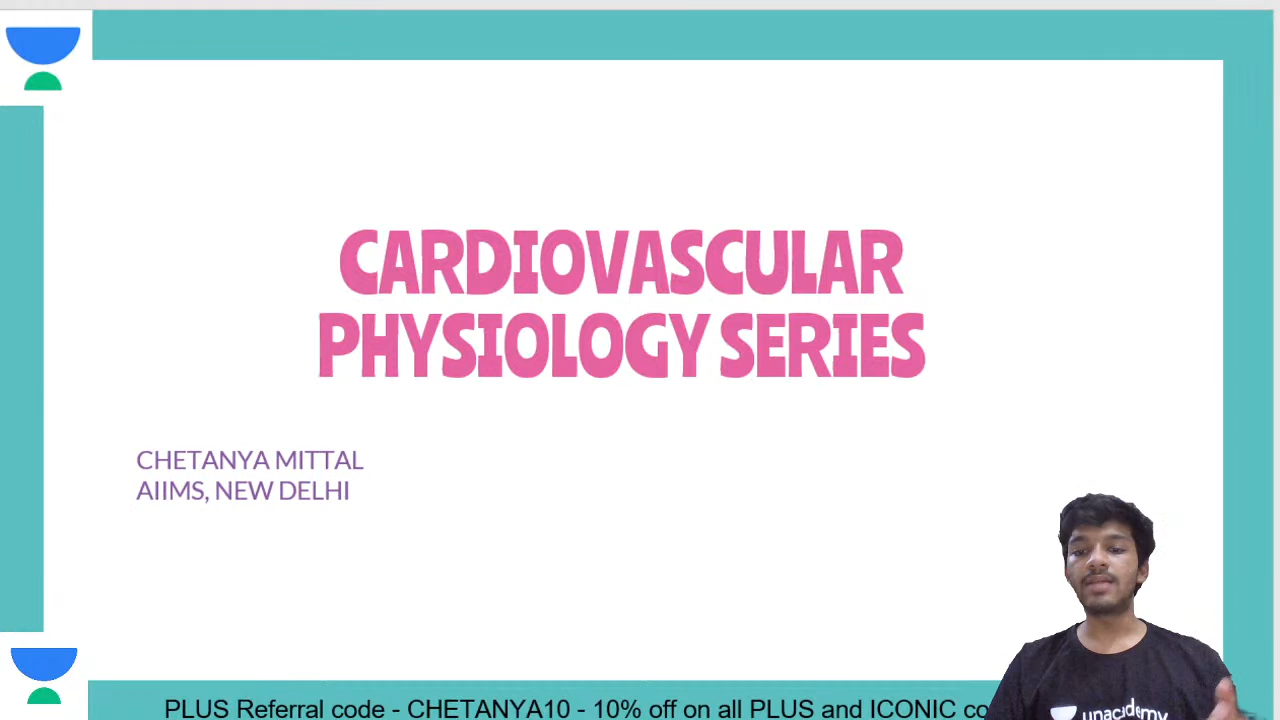 CARDIOVASCULAR
PHYSIOLOGY SERIES
CHETANYA MITTAL
AIIMS, NEW DELHI
PLUS Referral code - CHETANYA10 - 10% off on all PLUS and ICONIC
unacademy